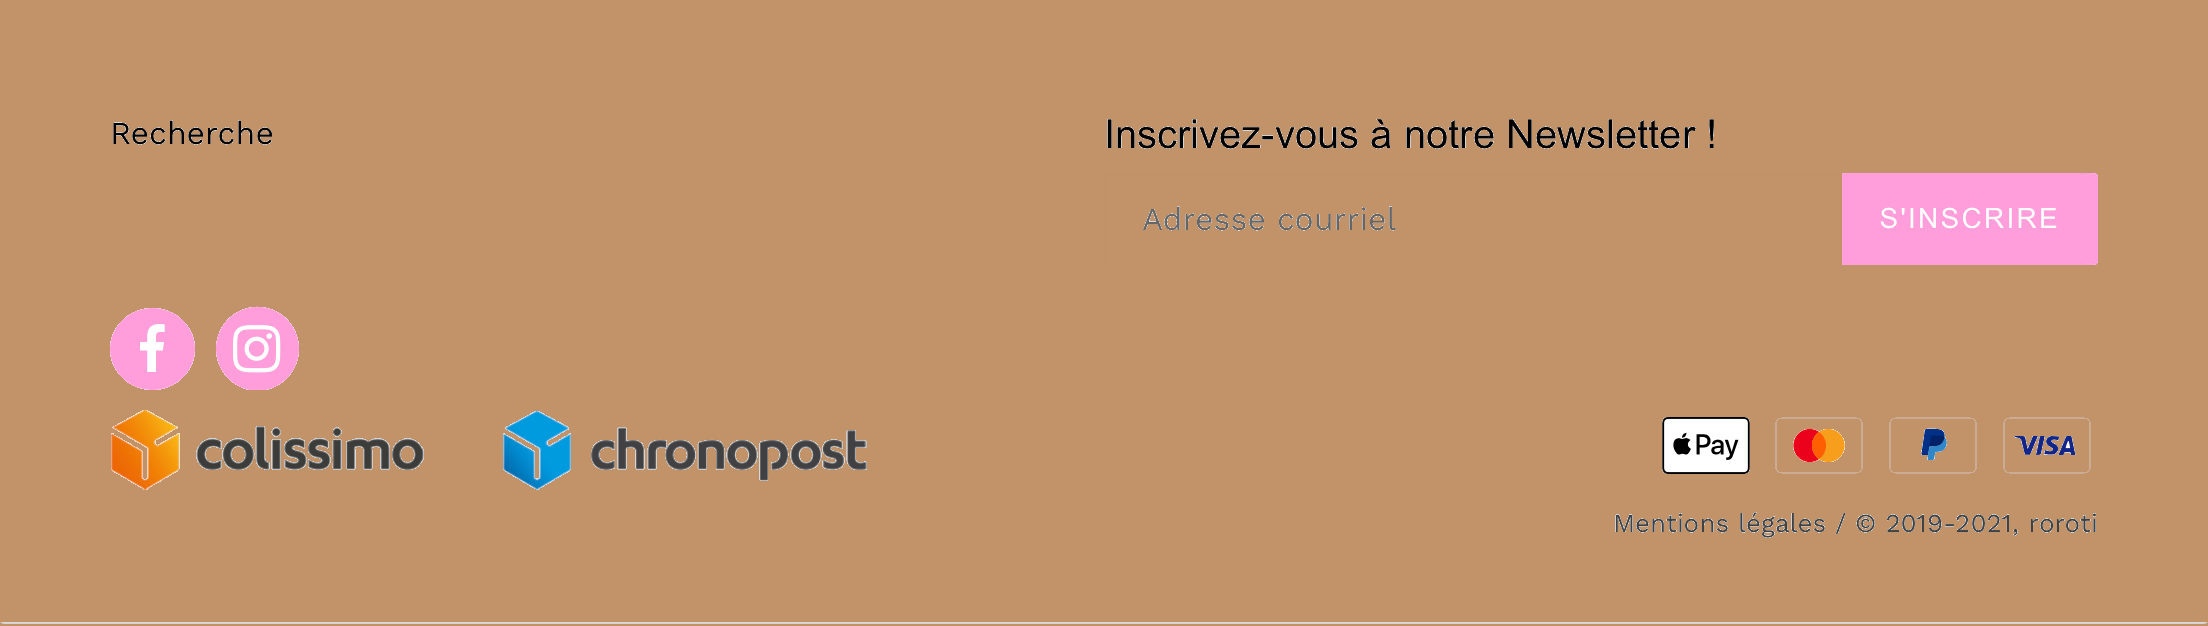 Recherche
Inscrivez-vous à notre Newsletter !
Adresse courriel
S'INSCRIRE
colissimo
chronopost
Pay
VISA
Mentions légales / © 2019-2021, roroti